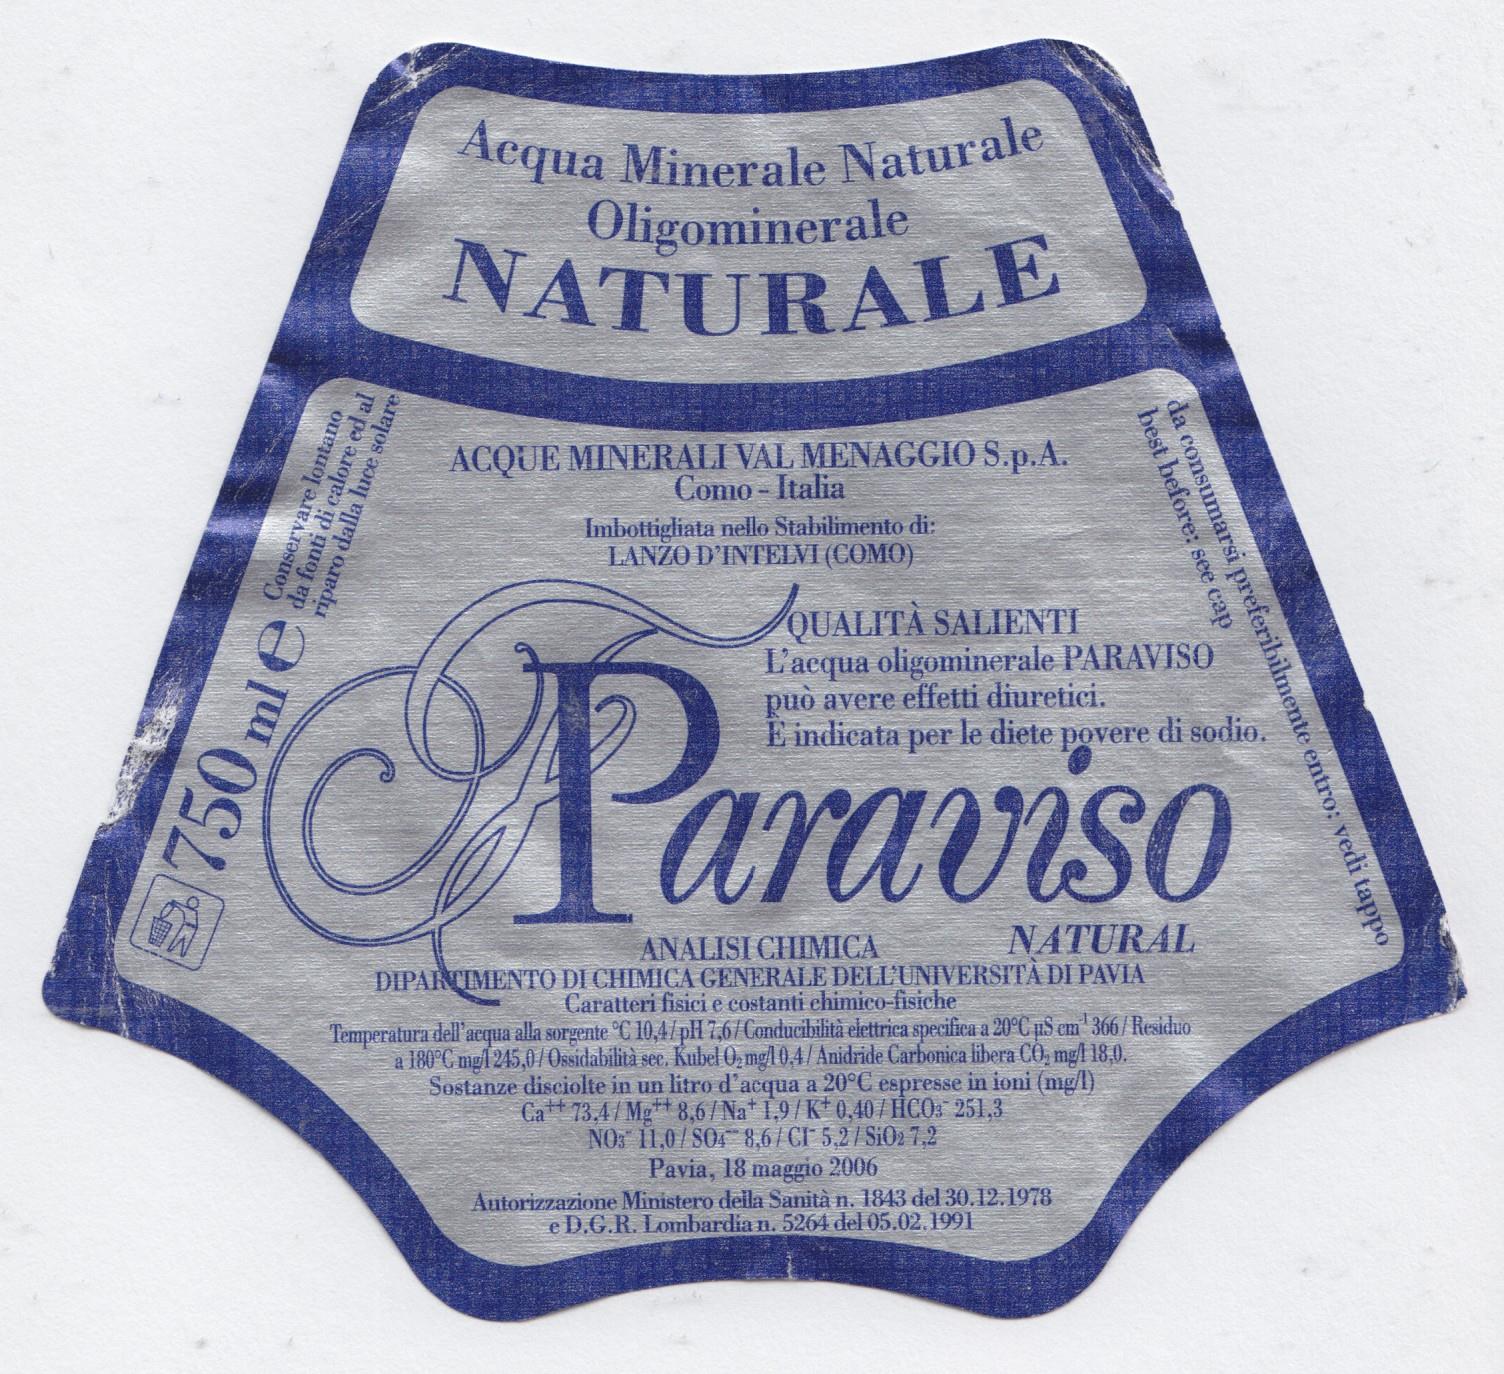 Acqua Minerale Naturale
Oligominerale
NATURALE
Conservare lontano
da fonti di calore ed al
riparo dalla luce solare
750 ml e
ACQUE MINERALI VAL MENAGGIO S.p.A.
Como - Italia
Imbottigliata nello Stabilimento di:
LANZO D'INTELVI (COMO)
da consumarsi preferibilmente entro: vedi tappo
best before: see cap
QUALITÀ SALIENTI
L'acqua oligominerale PARAVISO
può avere effetti diuretici.
È indicata per le diete povere di sodio.
Paraviso
NATURAL
ANALISI CHIMICA
DIPARTIMENTO DI CHIMICA GENERALE DELL'UNIVERSITÀ DI PAVIA
Caratteri fisici e costanti chimico-fisiche
Temperatura dell'acqua alla sorgente °C 10,4 / pH 7,6 / Conducibilità elettrica specifica a 20°C µS cm⁻¹ 366 / Residuo
a 180°C mg/l 245,0 / Ossidabilità sec. Kubel O₂ mg/l 0,4 / Anidride Carbonica libera CO₂ mg/l 18,0.
Sostanze disciolte in un litro d'acqua a 20°C espresse in ioni (mg/l)
Ca⁺⁺ 73,4 / Mg⁺⁺ 8,6 / Na⁺ 1,9 / K⁺ 0,40 / HCO₃⁻ 251,3
NO₃⁻ 11,0 / SO₄⁻⁻ 8,6 / Cl⁻ 5,2 / SiO₂ 7,2
Pavia, 18 maggio 2006
Autorizzazione Ministero della Sanità n. 1843 del 30.12.1978
e D.G.R. Lombardia n. 5264 del 05.02.1991